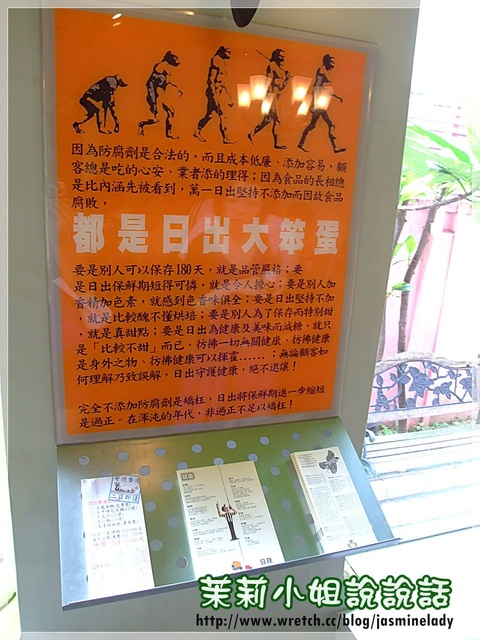 因為防腐劑是合法的，而且成本低廉、添加容易，顧
客總是吃的心安、業者添的理得；因為食品的長相總
是比內涵先被看到，萬一日出堅持不添加而因故食品
腐敗，
都是日出大笨蛋
要是別人可以保存180天，就是品管嚴格；要
是日出保鮮期短得可憐，就是令人擔心；要是別人加
香精加色素，就感到色香味俱全；要是日出堅持不加
，就是比較醜不懂烘培；要是別人為了保存而特別甜
，就是真甜點；要是日出為健康及美味而減糖，就只
是「比較不甜」而已，彷彿一切無關健康、彷彿健康
是身外之物、彷彿健康可以揮霍……；無論顧客如
何理解乃致誤解，日出守護健康，絕不退讓！
完全不添加防腐劑是矯枉，日出將保鮮期進一步縮短
是過正。在渾沌的年代，非過正不足以矯枉！
日出
茉莉小姐說說話
http://www.wretch.cc/blog/jasminelady